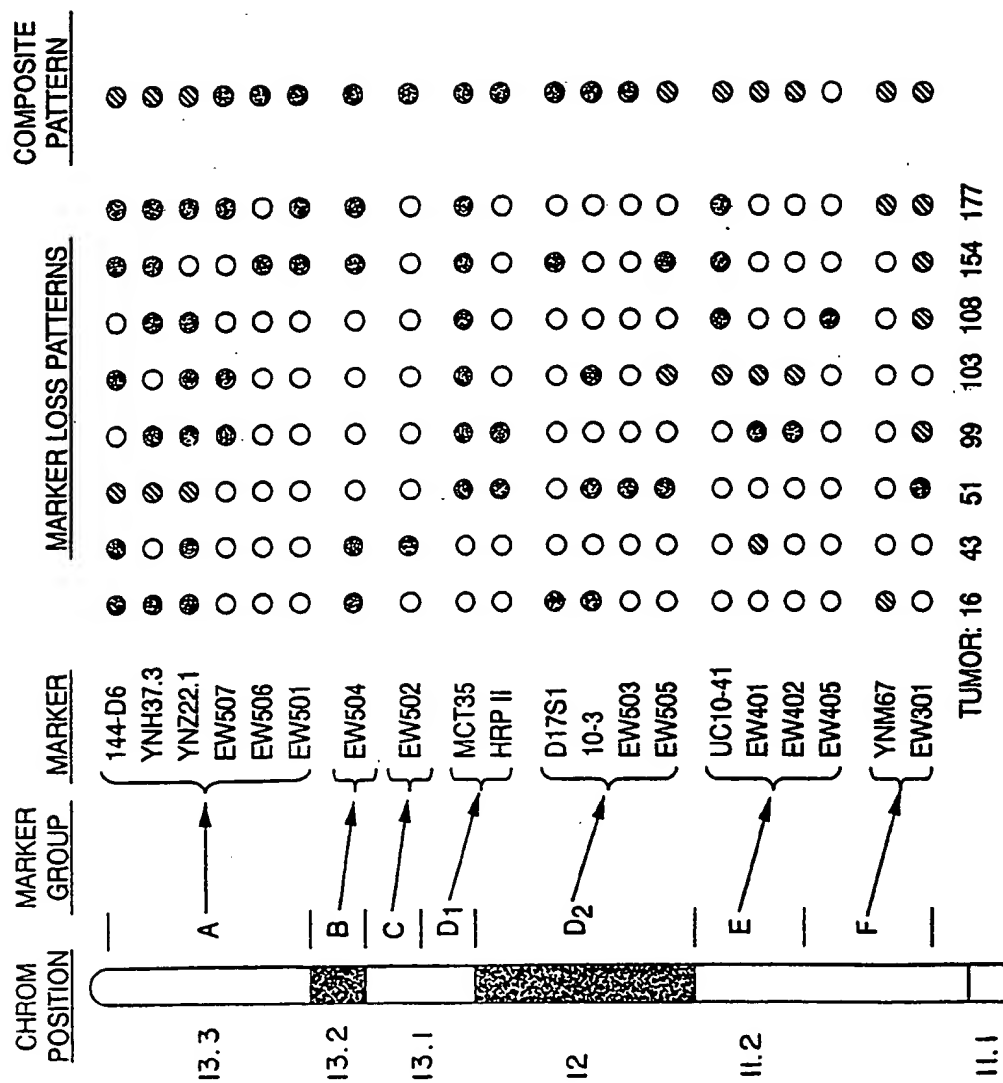 CHROM POSITION
MARKER GROUP
MARKER
MARKER LOSS PATTERNS
COMPOSITE PATTERN
13.3
13.2
13.1
12
11.2
11.1
A
B
C
D1
D2
E
F
144-D6
YNH37.3
YNZ22.1
EW507
EW506
EW501
EW504
EW502
MCT35
HRP II
D17S1
10-3
EW503
EW505
UC10-41
EW401
EW402
EW405
YNM67
EW301
TUMOR: 16 43 51 99 103 108 154 177